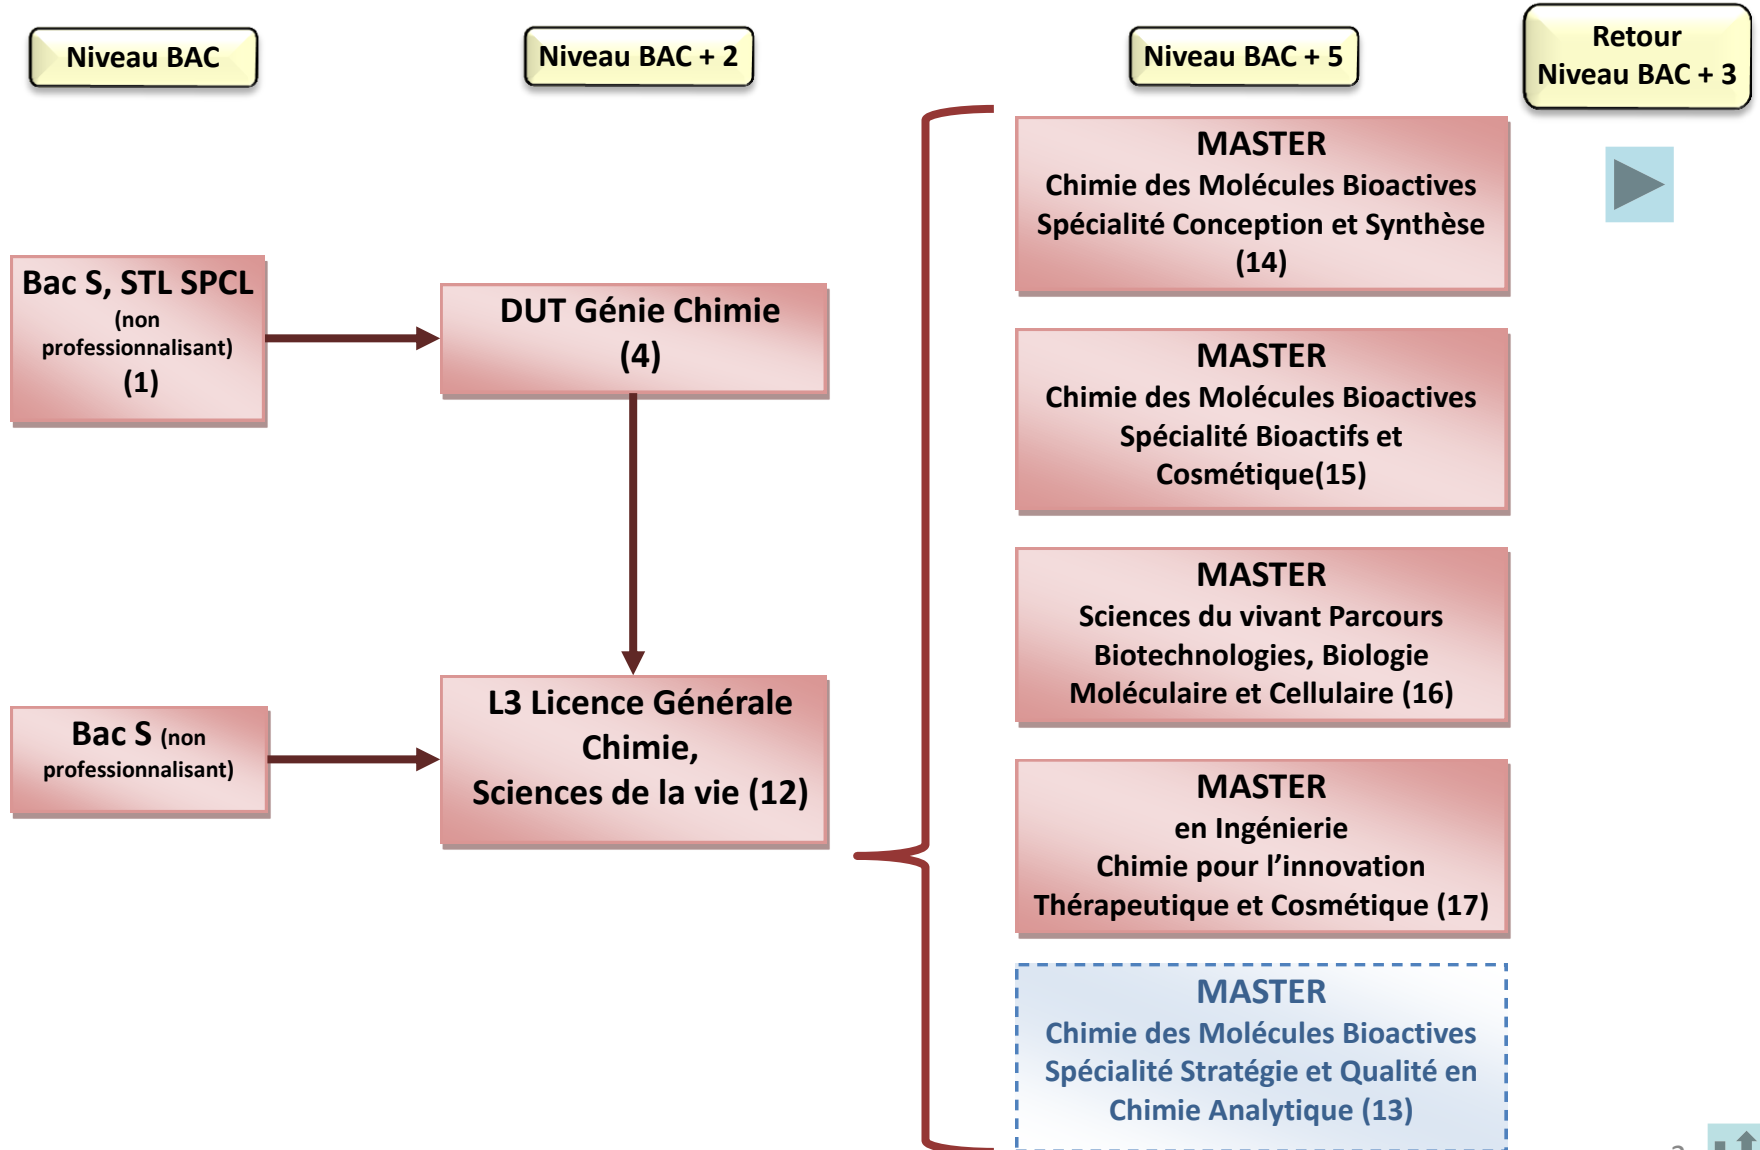 Niveau BAC
Niveau BAC + 2
Niveau BAC + 5
Retour
Niveau BAC + 3
Bac S, STL SPCL
(non
professionnalisant)
(1)
DUT Génie Chimie
(4)
Bac S (non
professionnalisant)
L3 Licence Générale
Chimie,
Sciences de la vie (12)
MASTER
Chimie des Molécules Bioactives
Spécialité Conception et Synthèse
(14)
MASTER
Chimie des Molécules Bioactives
Spécialité Bioactifs et
Cosmétique(15)
MASTER
Sciences du vivant Parcours
Biotechnologies, Biologie
Moléculaire et Cellulaire (16)
MASTER
en Ingénierie
Chimie pour l’innovation
Thérapeutique et Cosmétique (17)
MASTER
Chimie des Molécules Bioactives
Spécialité Stratégie et Qualité en
Chimie Analytique (13)